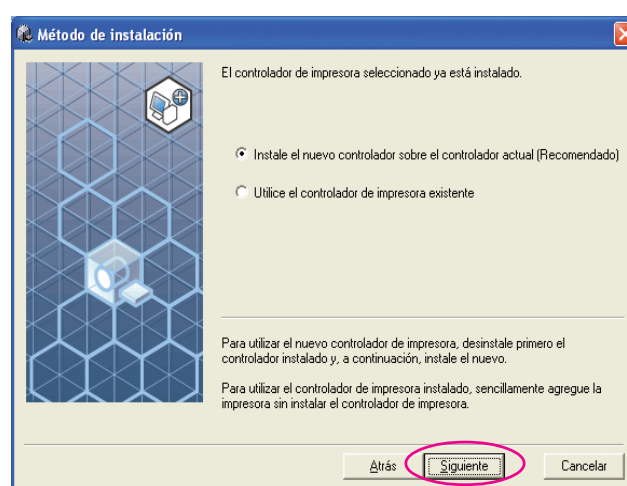 Método de instalación
El controlador de impresora seleccionado ya está instalado.
Instale el nuevo controlador sobre el controlador actual (Recomendado)
Utilice el controlador de impresora existente
Para utilizar el nuevo controlador de impresora, desinstale primero el
controlador instalado y, a continuación, instale el nuevo.
Para utilizar el controlador de impresora instalado, sencillamente agregue la
impresora sin instalar el controlador de impresora.
Atrás
Siguiente
Cancelar